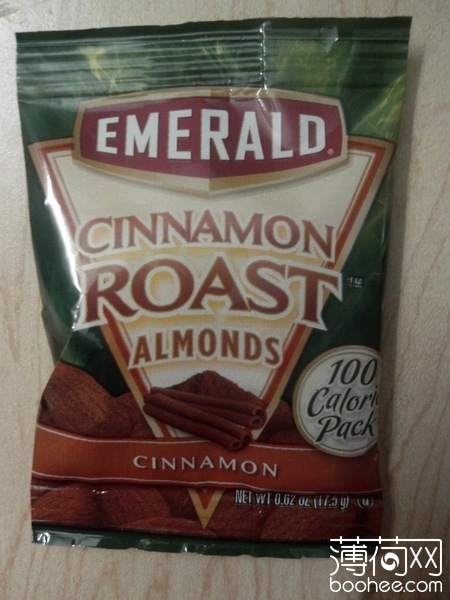 EMERALD®
CINNAMON
ROAST™
ALMONDS
100
Calorie
Pack
CINNAMON
NET WT 0.62 oz (17.5 g) Ⓤ
薄荷网
boohee.com